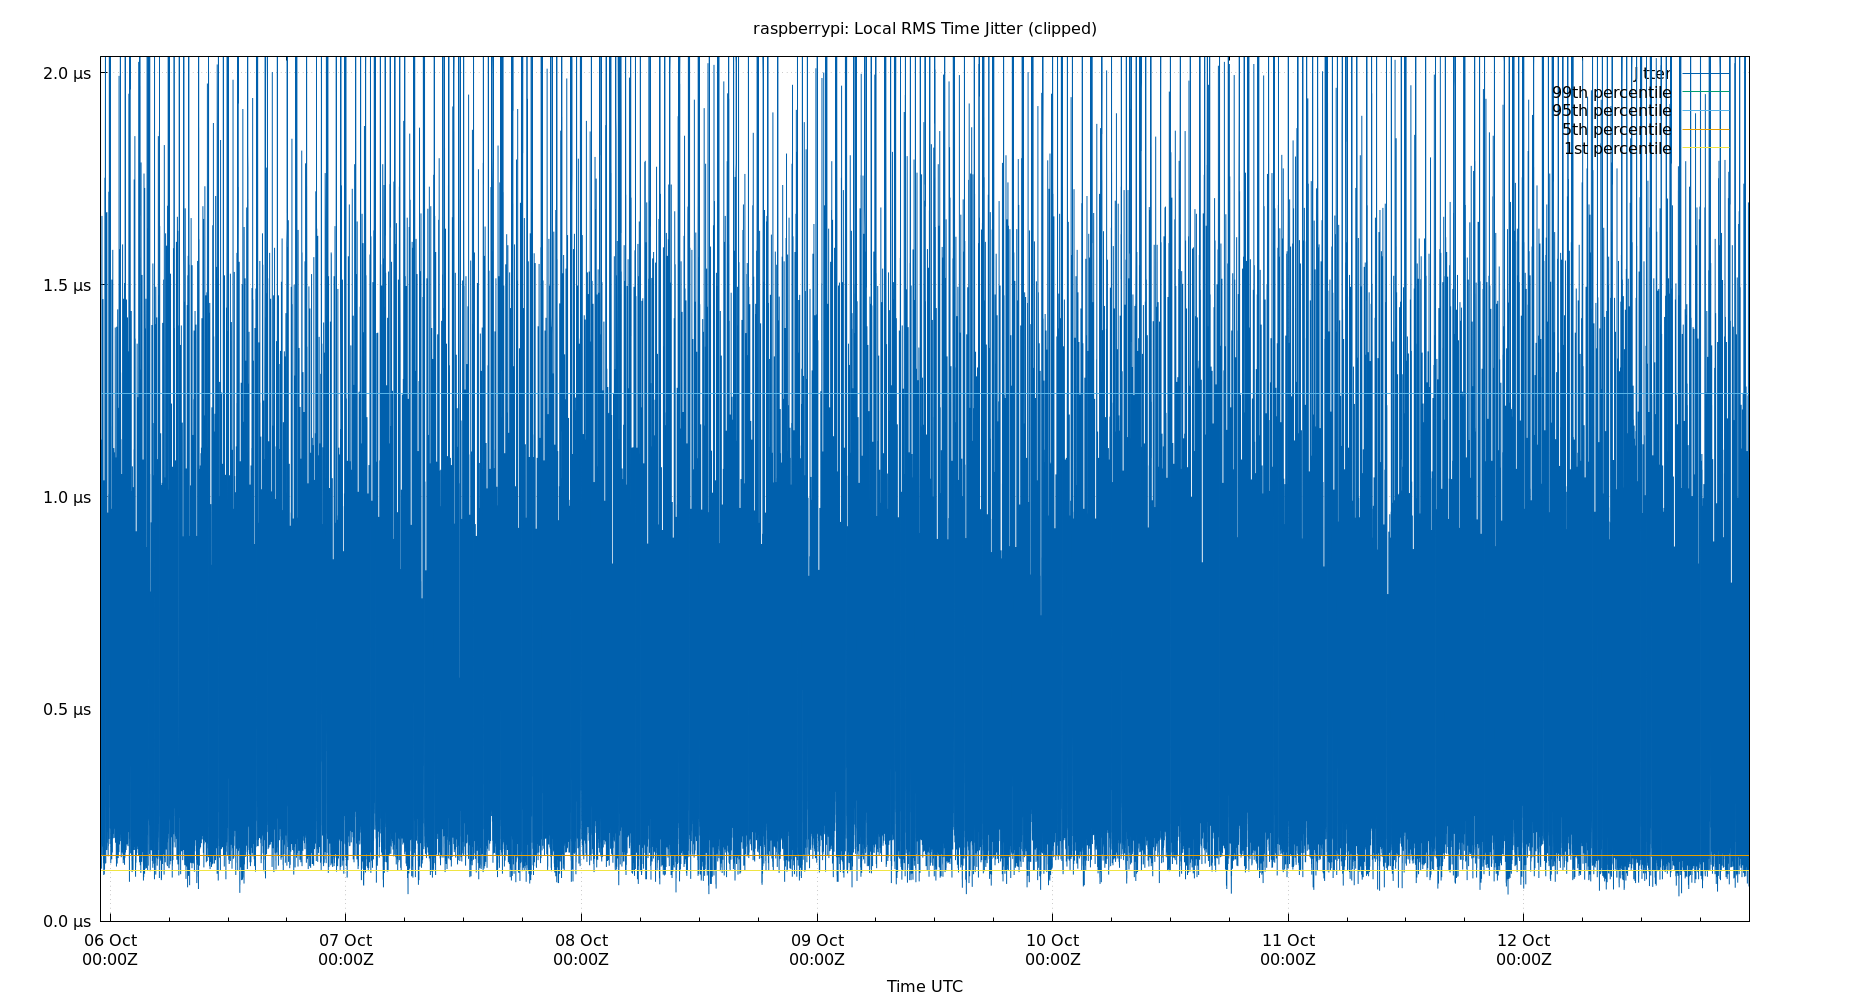 raspberrypi: Local RMS Time Jitter (clipped)
2.0 µs
1.5 µs
1.0 µs
0.5 µs
0.0 µs
Jitter
99th percentile
95th percentile
5th percentile
1st percentile
06 Oct
00:00Z
07 Oct
00:00Z
08 Oct
00:00Z
09 Oct
00:00Z
10 Oct
00:00Z
11 Oct
00:00Z
12 Oct
00:00Z
Time UTC